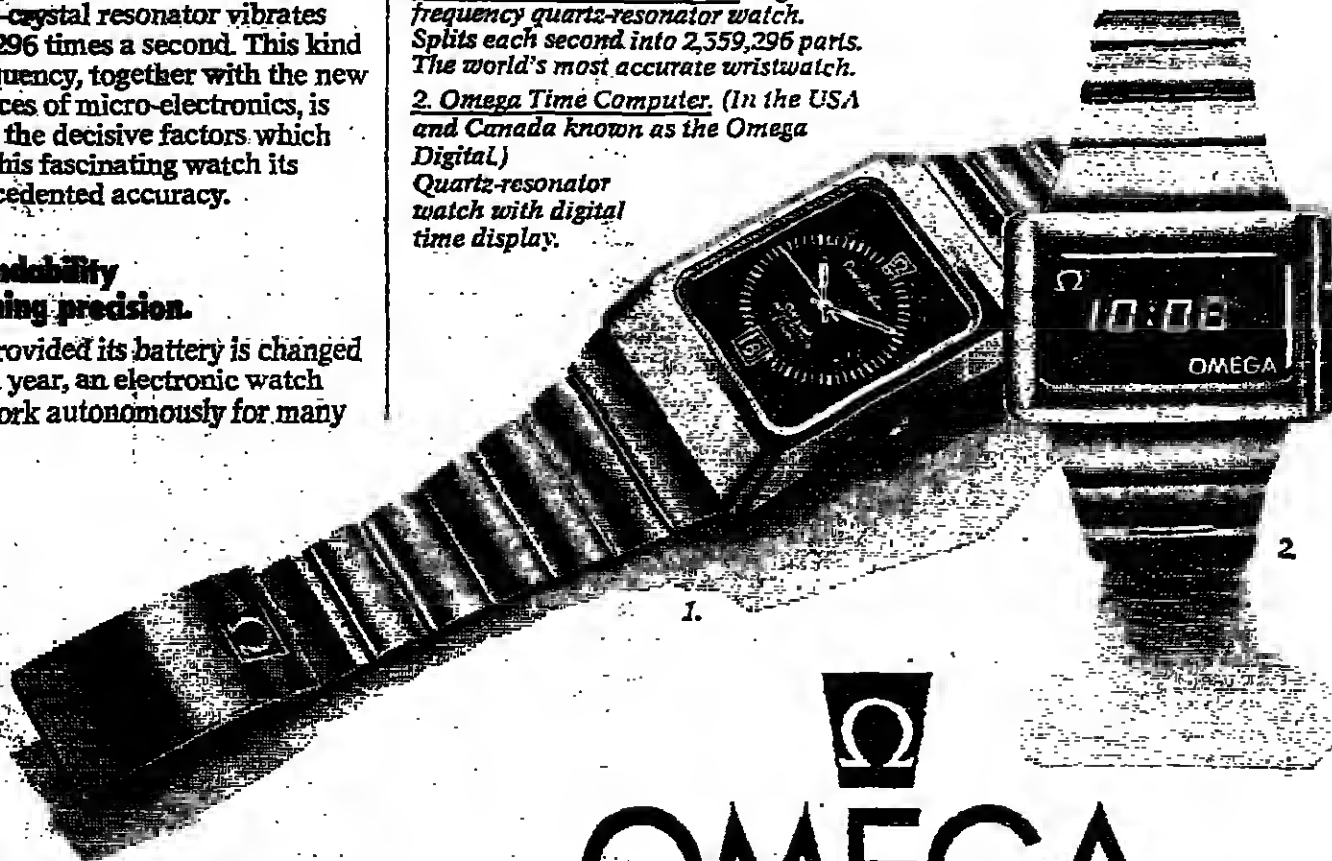 -crystal resonator vibrates
296 times a second. This kind
quency, together with the new
ces of micro-electronics, is
the decisive factors which
his fascinating watch its
cedented accuracy.
ndability
ning precision.
rovided its battery is changed
year, an electronic watch
ork autonomously for many
frequency quartz-resonator watch.
Splits each second into 2,359,296 parts.
The world's most accurate wristwatch.
2. Omega Time Computer. (In the USA
and Canada known as the Omega
Digital.)
Quartz-resonator
watch with digital
time display.
Ω
10:08
OMEGA
2
1.
Ω
Ω
OMEGA